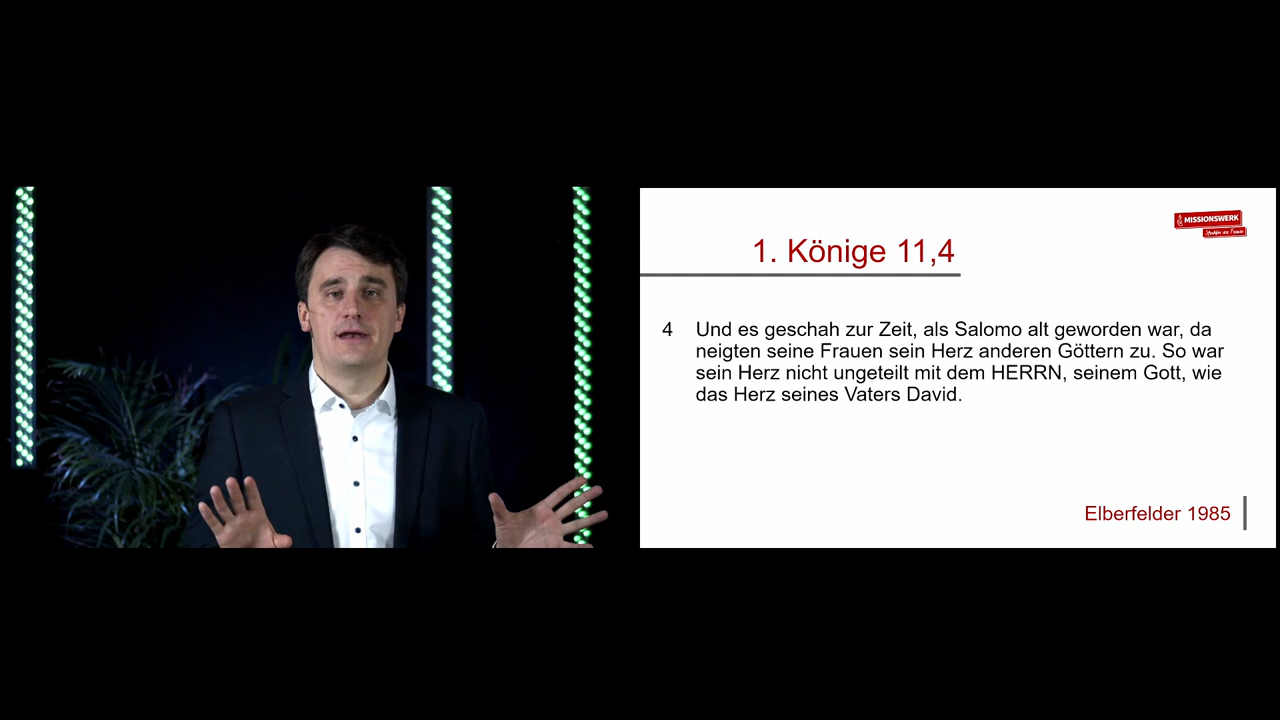 MISSIONSWERK
1. Könige 11,4
4 Und es geschah zur Zeit, als Salomo alt geworden war, da
neigten seine Frauen sein Herz anderen Göttern zu. So war
sein Herz nicht ungeteilt mit dem HERRN, seinem Gott, wie
das Herz seines Vaters David.
Elberfelder 1985